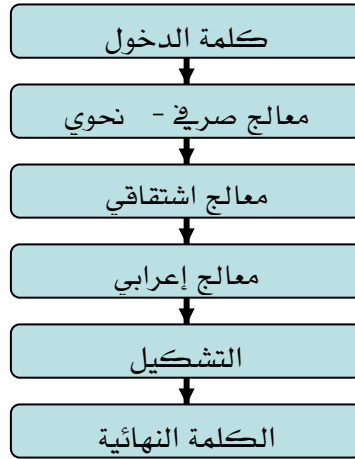 كلمة الدخول
معالج صرفي - نحوي
معالج اشتقاقي
معالج إعرابي
التشكيل
الكلمة النهائية